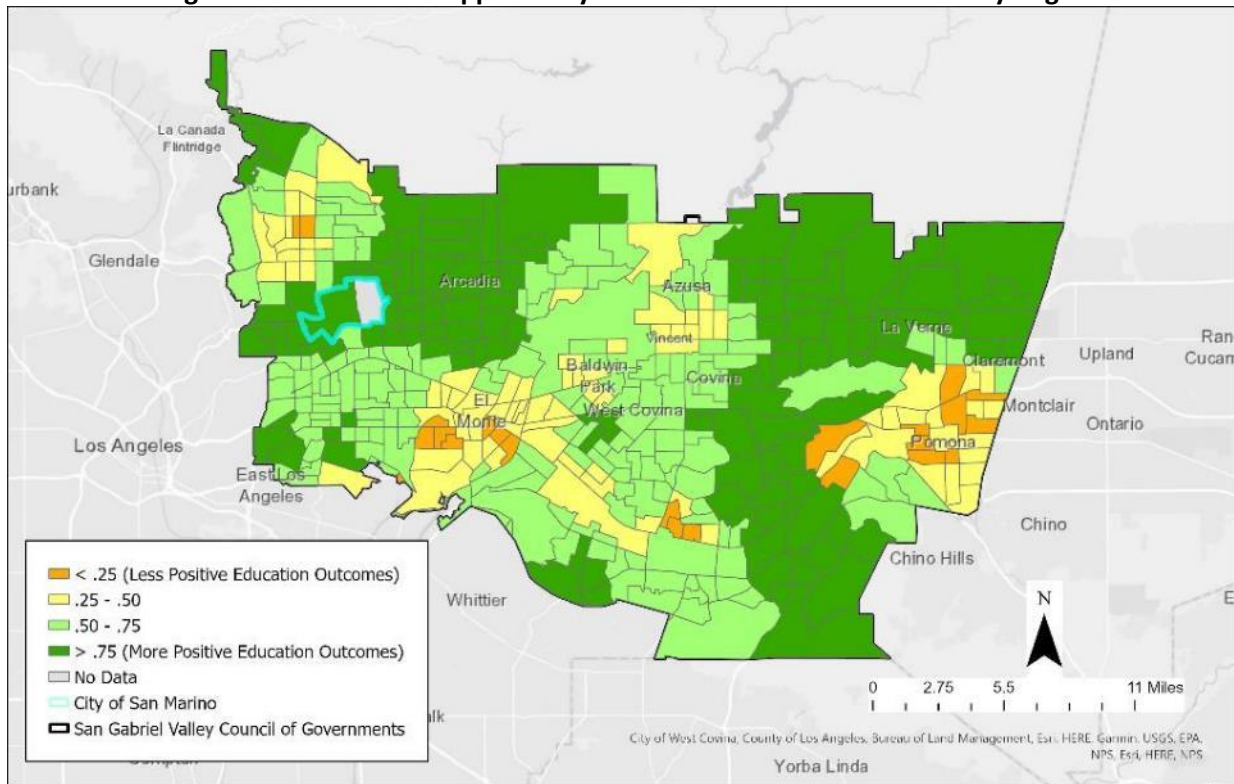 La Canada
Flintridge
urbank
Glendale
Arcadia
Azusa
Vincent
La Verne
Claremont
Upland
Ran
Cucam
Baldwin
Park
Covina
El
Monte
West Covina
Montclair
Ontario
Pomona
Los Angeles
East Los
Angeles
Chino
Chino Hills
Whittier
< .25 (Less Positive Education Outcomes)
.25 - .50
.50 - .75
> .75 (More Positive Education Outcomes)
No Data
City of San Marino
San Gabriel Valley Council of Governments
N
0 2.75 5.5 11 Miles
City of West Covina, County of Los Angeles, Bureau of Land Management, Esri, HERE, Garmin, USGS, EPA,
NPS, Esri, HERE, NPS
Yorba Linda